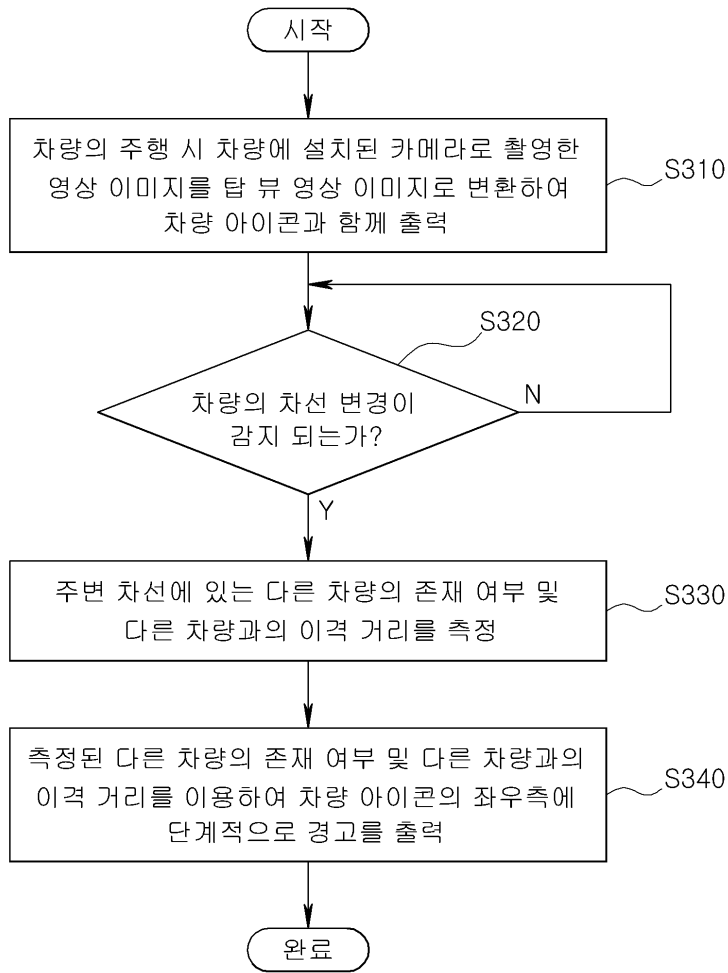 시작
차량의 주행 시 차량에 설치된 카메라로 촬영한
영상 이미지를 탑 뷰 영상 이미지로 변환하여
차량 아이콘과 함께 출력
S310
S320
차량의 차선 변경이
감지 되는가?
N
Y
주변 차선에 있는 다른 차량의 존재 여부 및
다른 차량과의 이격 거리를 측정
S330
측정된 다른 차량의 존재 여부 및 다른 차량과의
이격 거리를 이용하여 차량 아이콘의 좌우측에
단계적으로 경고를 출력
S340
완료